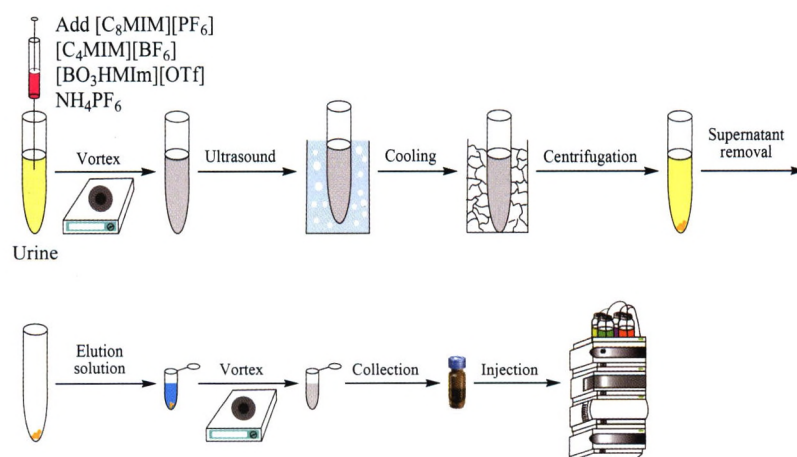 Add [C₈MIM][PF₆]
[C₄MIM][BF₆]
[BO₃HMIm][OTf]
NH₄PF₆
Vortex
Ultrasound
Cooling
Centrifugation
Supernatant
removal
Urine
Elution
solution
Vortex
Collection
Injection